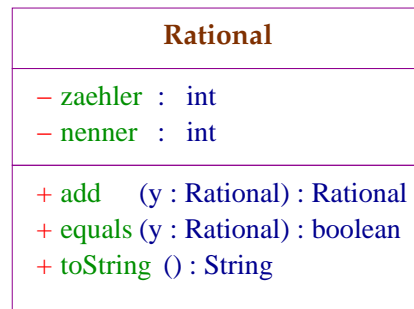 Rational
– zaehler : int
– nenner : int
+ add (y : Rational) : Rational
+ equals (y : Rational) : boolean
+ toString () : String